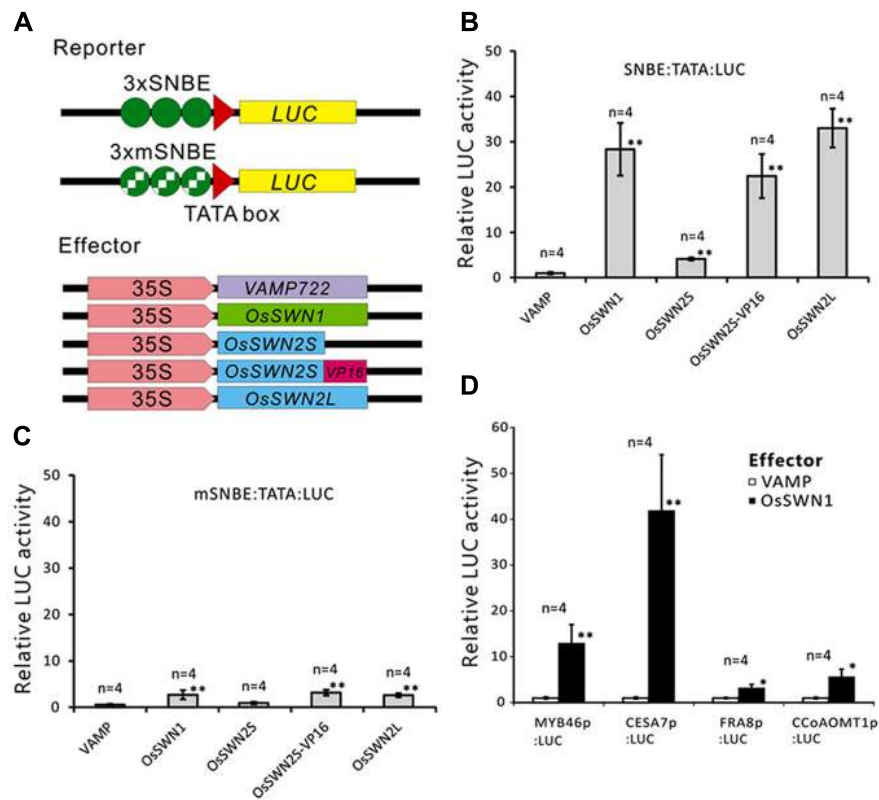 A
Reporter
3xSNBE
LUC
3xmSNBE
LUC
TATA box
Effector
35S VAMP722
35S OsSWN1
35S OsSWN2S
35S OsSWN2S VP16
35S OsSWN2L
B
SNBE:TATA:LUC
Relative LUC activity
50
40
30
20
10
0
n=4
n=4
**
n=4
**
n=4
**
n=4
**
VAMP
OsSWN1
OsSWN2S
OsSWN2S-VP16
OsSWN2L
C
mSNBE:TATA:LUC
Relative LUC activity
50
40
30
20
10
0
n=4
n=4
**
n=4
n=4
**
n=4
**
VAMP
OsSWN1
OsSWN2S
OsSWN2S-VP16
OsSWN2L
D
Relative LUC activity
60
50
40
30
20
10
0
n=4
**
n=4
**
n=4
*
n=4
*
Effector
VAMP
OsSWN1
MYB46p
:LUC
CESA7p
:LUC
FRA8p
:LUC
CCoAOMT1p
:LUC